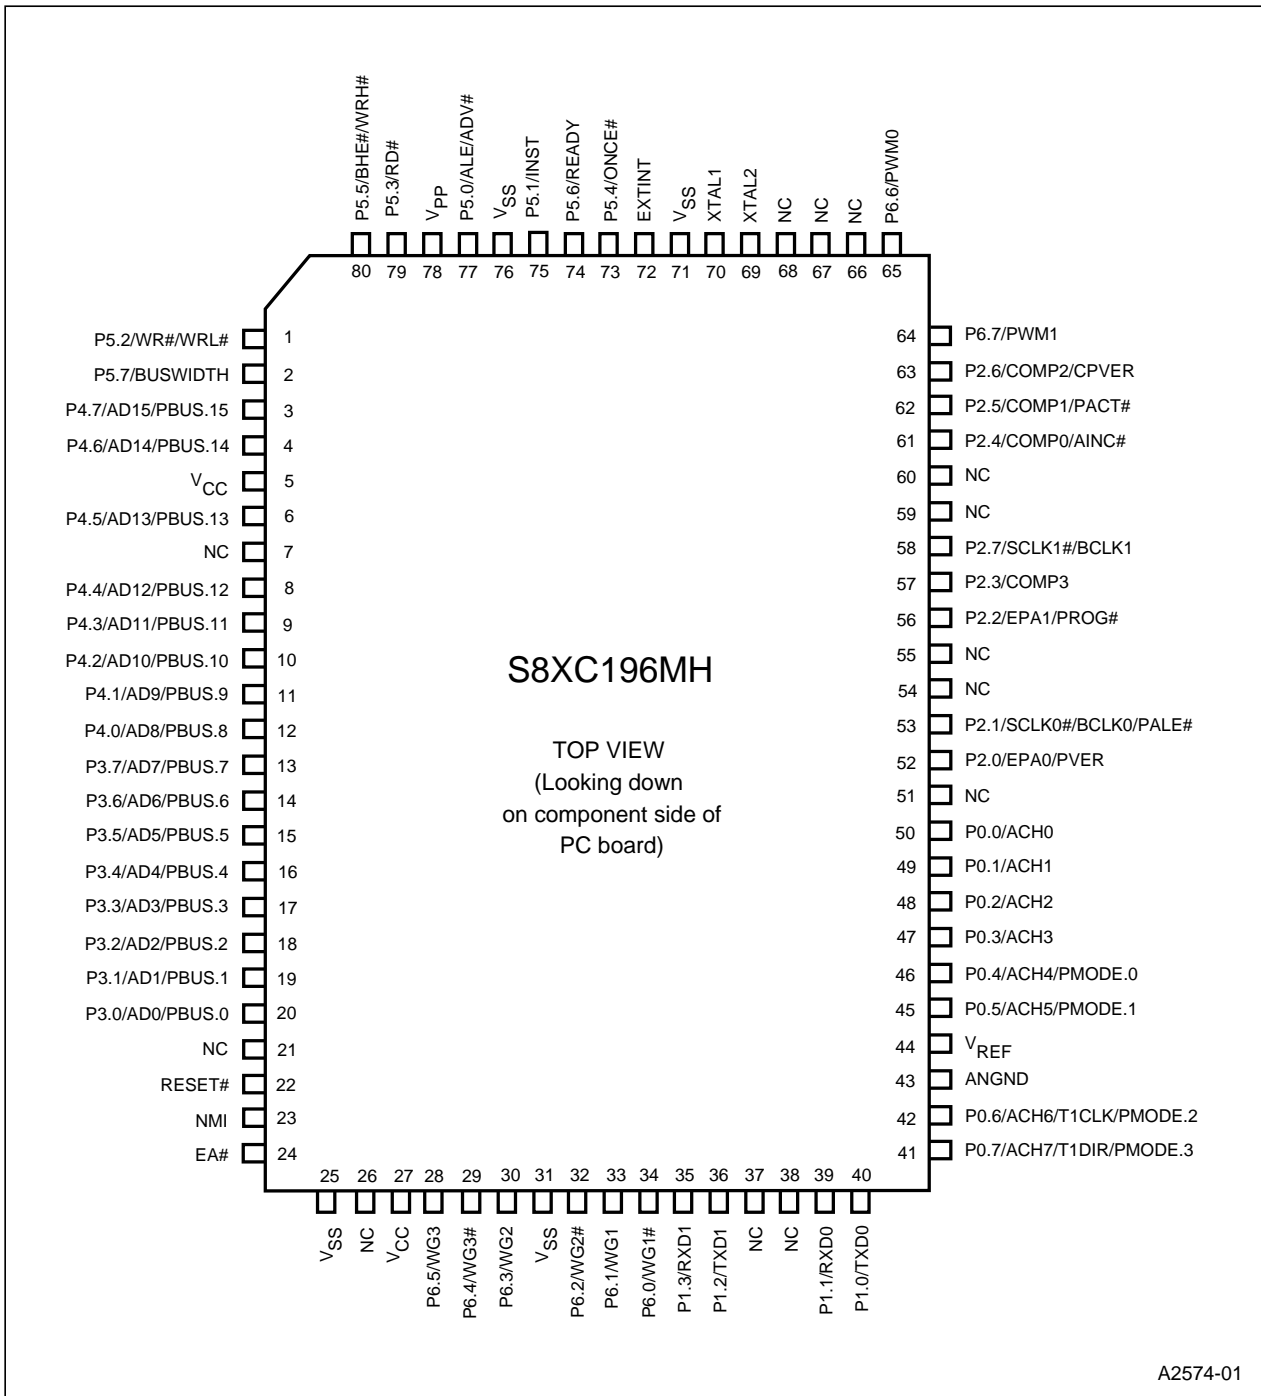 P5.5/BHE#/WRH#
P5.3/RD#
VPP
P5.0/ALE/ADV#
VSS
P5.1/INST
P5.6/READY
P5.4/ONCE#
EXTINT
VSS
XTAL1
XTAL2
NC
NC
NC
P6.6/PWM0
80 79 78 77 76 75 74 73 72 71 70 69 68 67 66 65
P5.2/WR#/WRL# 1
P5.7/BUSWIDTH 2
P4.7/AD15/PBUS.15 3
P4.6/AD14/PBUS.14 4
VCC 5
P4.5/AD13/PBUS.13 6
NC 7
P4.4/AD12/PBUS.12 8
P4.3/AD11/PBUS.11 9
P4.2/AD10/PBUS.10 10
P4.1/AD9/PBUS.9 11
P4.0/AD8/PBUS.8 12
P3.7/AD7/PBUS.7 13
P3.6/AD6/PBUS.6 14
P3.5/AD5/PBUS.5 15
P3.4/AD4/PBUS.4 16
P3.3/AD3/PBUS.3 17
P3.2/AD2/PBUS.2 18
P3.1/AD1/PBUS.1 19
P3.0/AD0/PBUS.0 20
NC 21
RESET# 22
NMI 23
EA# 24
S8XC196MH
TOP VIEW
(Looking down
on component side of
PC board)
64 P6.7/PWM1
63 P2.6/COMP2/CPVER
62 P2.5/COMP1/PACT#
61 P2.4/COMP0/AINC#
60 NC
59 NC
58 P2.7/SCLK1#/BCLK1
57 P2.3/COMP3
56 P2.2/EPA1/PROG#
55 NC
54 NC
53 P2.1/SCLK0#/BCLK0/PALE#
52 P2.0/EPA0/PVER
51 NC
50 P0.0/ACH0
49 P0.1/ACH1
48 P0.2/ACH2
47 P0.3/ACH3
46 P0.4/ACH4/PMODE.0
45 P0.5/ACH5/PMODE.1
44 VREF
43 ANGND
42 P0.6/ACH6/T1CLK/PMODE.2
41 P0.7/ACH7/T1DIR/PMODE.3
25 26 27 28 29 30 31 32 33 34 35 36 37 38 39 40
VSS
NC
VCC
P6.5/WG3
P6.4/WG3#
P6.3/WG2
VSS
P6.2/WG2#
P6.1/WG1
P6.0/WG1#
P1.3/RXD1
P1.2/TXD1
NC
NC
P1.1/RXD0
P1.0/TXD0
A2574-01